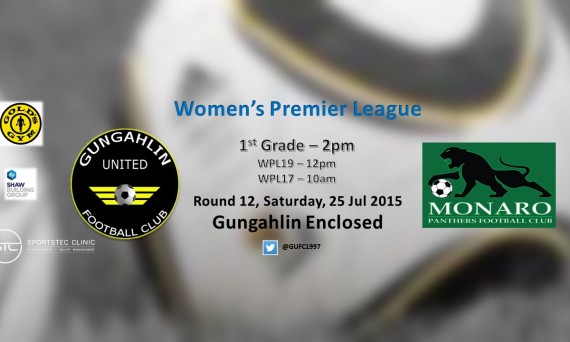 Women's Premier League
1st Grade – 2pm
WPL19 – 12pm
WPL17 – 10am
Round 12, Saturday, 25 Jul 2015
Gungahlin Enclosed
@GUFC1997
GOLD'S
GYM
SHAW
BUILDING
GROUP
SPORTSTEC CLINIC
GUNGAHLIN
UNITED
FOOTBALL CLUB
MONARO
PANTHERS FOOTBALL CLUB